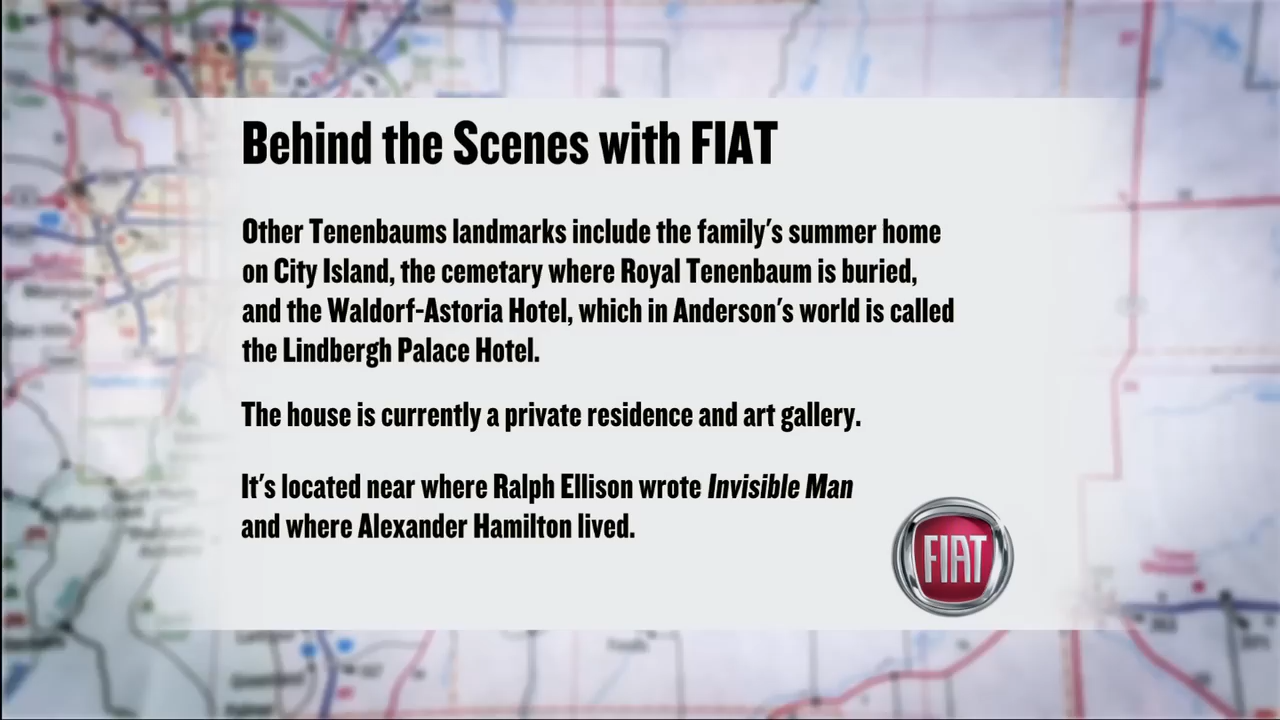 Behind the Scenes with FIAT
Other Tenenbaums landmarks include the family's summer home
on City Island, the cemetary where Royal Tenenbaum is buried,
and the Waldorf-Astoria Hotel, which in Anderson's world is called
the Lindbergh Palace Hotel.
The house is currently a private residence and art gallery.
It's located near where Ralph Ellison wrote Invisible Man
and where Alexander Hamilton lived.
FIAT